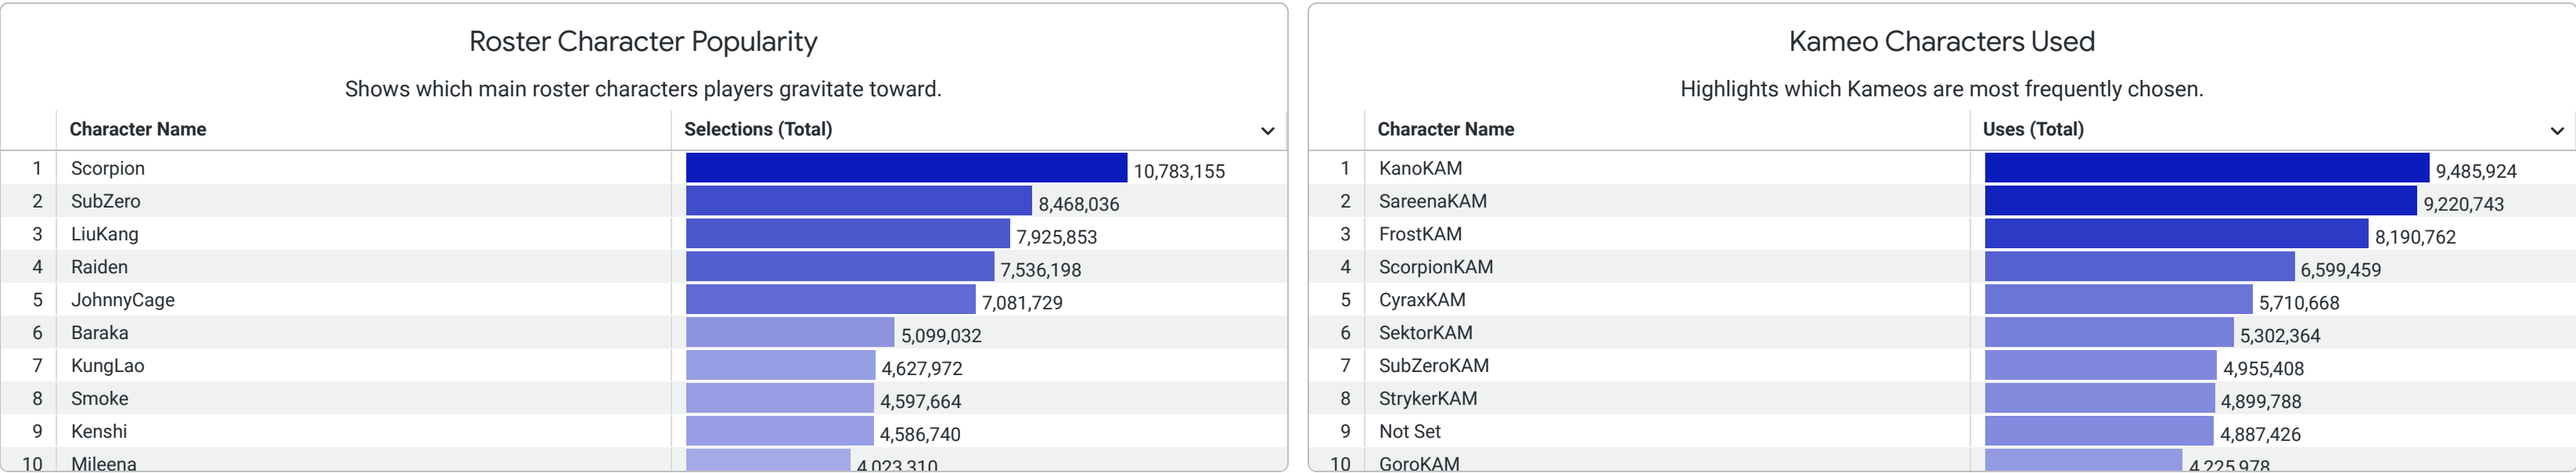 Roster Character Popularity
Shows which main roster characters players gravitate toward.
Character Name Selections (Total)
1 Scorpion 10,783,155
2 SubZero 8,468,036
3 LiuKang 7,925,853
4 Raiden 7,536,198
5 JohnnyCage 7,081,729
6 Baraka 5,099,032
7 KungLao 4,627,972
8 Smoke 4,597,664
9 Kenshi 4,586,740
10 Mileena 4,023,310
Kameo Characters Used
Highlights which Kameos are most frequently chosen.
Character Name Uses (Total)
1 KanoKAM 9,485,924
2 SareenaKAM 9,220,743
3 FrostKAM 8,190,762
4 ScorpionKAM 6,599,459
5 CyraxKAM 5,710,668
6 SektorKAM 5,302,364
7 SubZeroKAM 4,955,408
8 StrykerKAM 4,899,788
9 Not Set 4,887,426
10 GoroKAM 4,225,978